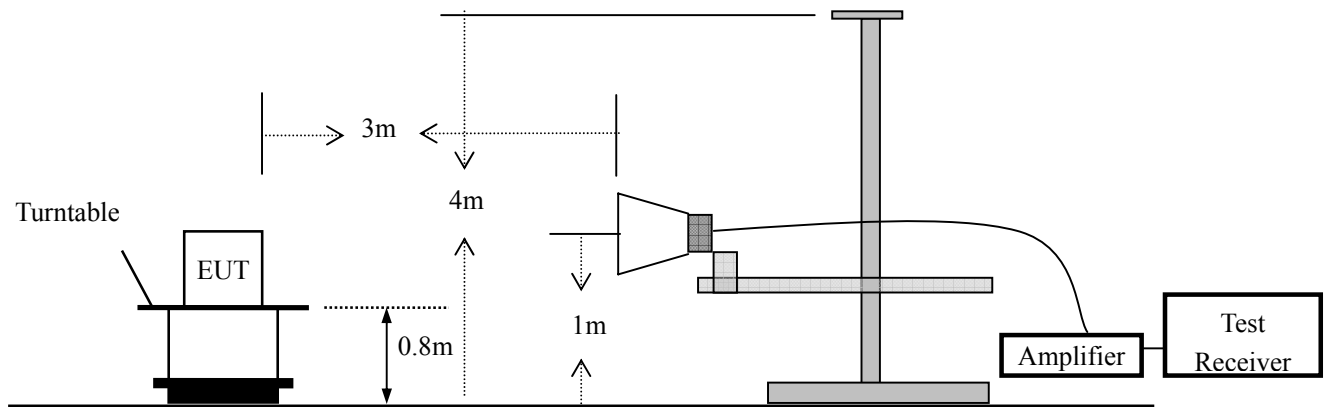 3m
4m
Turntable
EUT
1m
0.8m
Amplifier
Test
Receiver